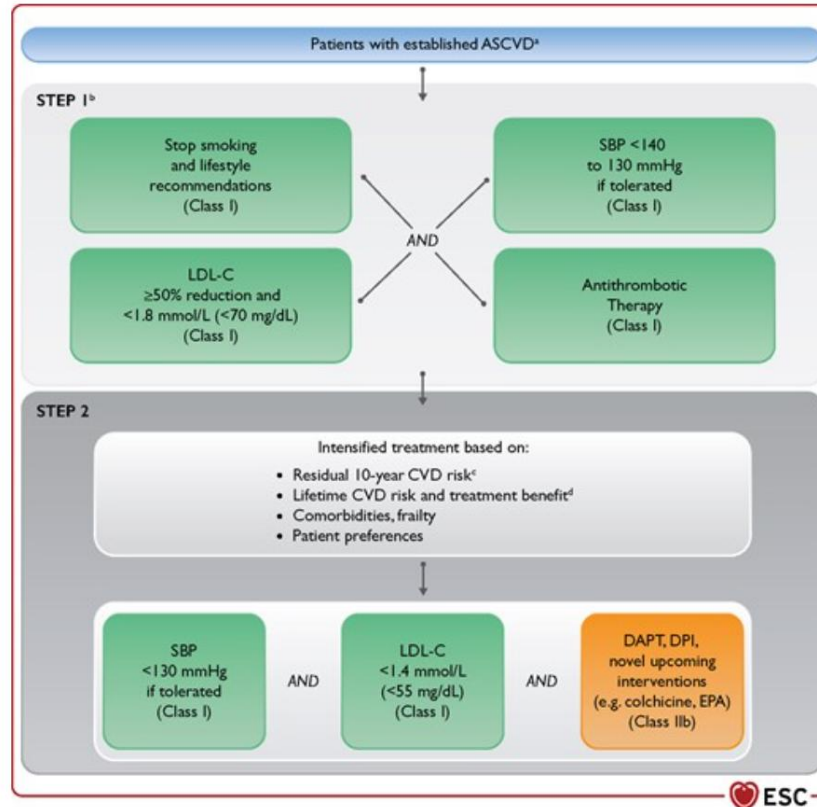 Patients with established ASCVDᵃ
STEP 1ᵇ
Stop smoking
and lifestyle
recommendations
(Class I)
SBP <140
to 130 mmHg
if tolerated
(Class I)
AND
LDL-C
≥50% reduction and
<1.8 mmol/L (<70 mg/dL)
(Class I)
Antithrombotic
Therapy
(Class I)
STEP 2
Intensified treatment based on:
• Residual 10-year CVD riskᶜ
• Lifetime CVD risk and treatment benefitᵈ
• Comorbidities, frailty
• Patient preferences
SBP
<130 mmHg
if tolerated
(Class I)
AND
LDL-C
<1.4 mmol/L
(<55 mg/dL)
(Class I)
AND
DAPT, DPI,
novel upcoming
interventions
(e.g. colchicine, EPA)
(Class IIb)
ESC